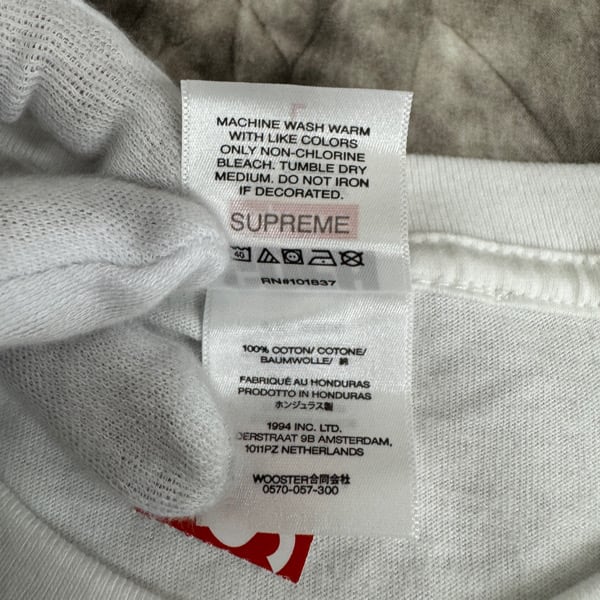 MACHINE WASH WARM
WITH LIKE COLORS
ONLY NON-CHLORINE
BLEACH. TUMBLE DRY
MEDIUM. DO NOT IRON
IF DECORATED.
SUPREME
40
RN#101837
100% COTON/ COTONE/
BAUMWOLLE/ 綿
FABRIQUÉ AU HONDURAS
PRODOTTO IN HONDURAS
ホンジュラス製
1994 INC. LTD.
9B AMSTERDAM,
1011PZ NETHERLANDS
WOOSTER合同会社
0570-057-300